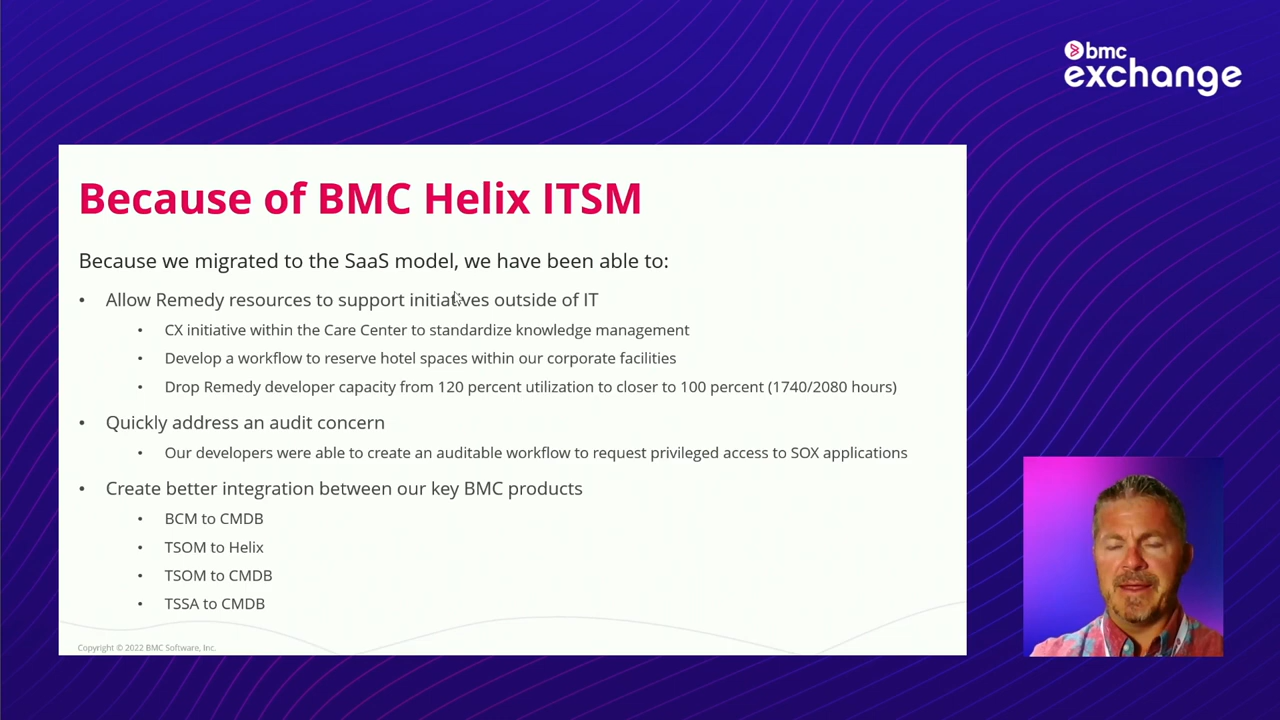 bmc
exchange
Because of BMC Helix ITSM
Because we migrated to the SaaS model, we have been able to:
• Allow Remedy resources to support initiatives outside of IT
• CX initiative within the Care Center to standardize knowledge management
• Develop a workflow to reserve hotel spaces within our corporate facilities
• Drop Remedy developer capacity from 120 percent utilization to closer to 100 percent (1740/2080 hours)
• Quickly address an audit concern
• Our developers were able to create an auditable workflow to request privileged access to SOX applications
• Create better integration between our key BMC products
• BCM to CMDB
• TSOM to Helix
• TSOM to CMDB
• TSSA to CMDB
Copyright © 2022 BMC Software, Inc.